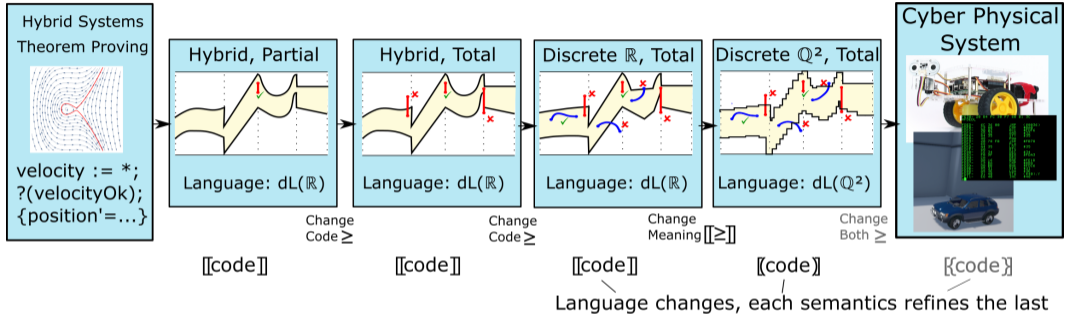 Hybrid Systems
Theorem Proving
velocity := *;
?(velocityOk);
{position'=...}
Hybrid, Partial
Language: dL(ℝ)
Hybrid, Total
Language: dL(ℝ)
Discrete ℝ, Total
Language: dL(ℝ)
Discrete ℚ², Total
Language: dL(ℚ²)
Cyber Physical
System
Change
Code ≥
Change
Code ≥
Change
Meaning [[≥]]
Change
Both ≥
⟦code⟧
⟦code⟧
⟦code⟧
⦅code⦆
{[code]}
Language changes, each semantics refines the last